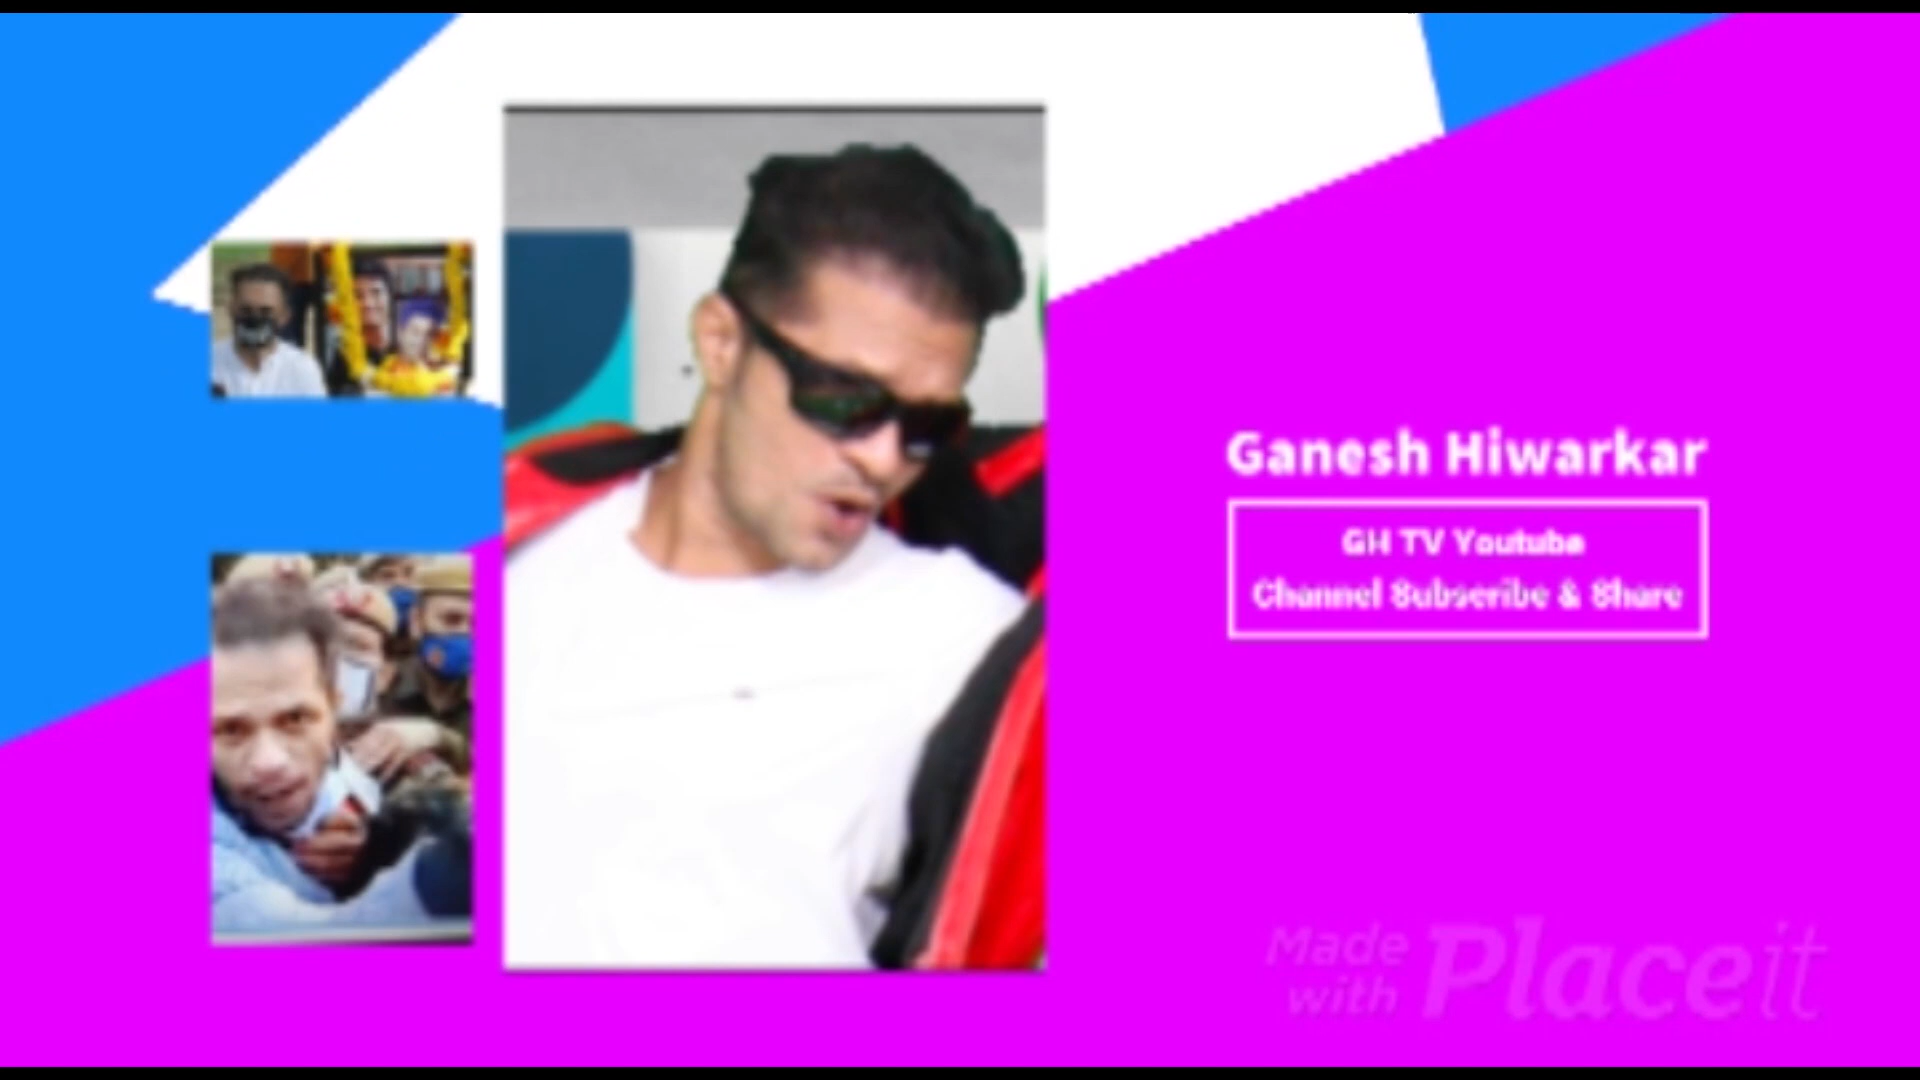 Ganesh Hiwarkar
GH TV Youtube
Channel Subscribe & Share
Made
with Placeit